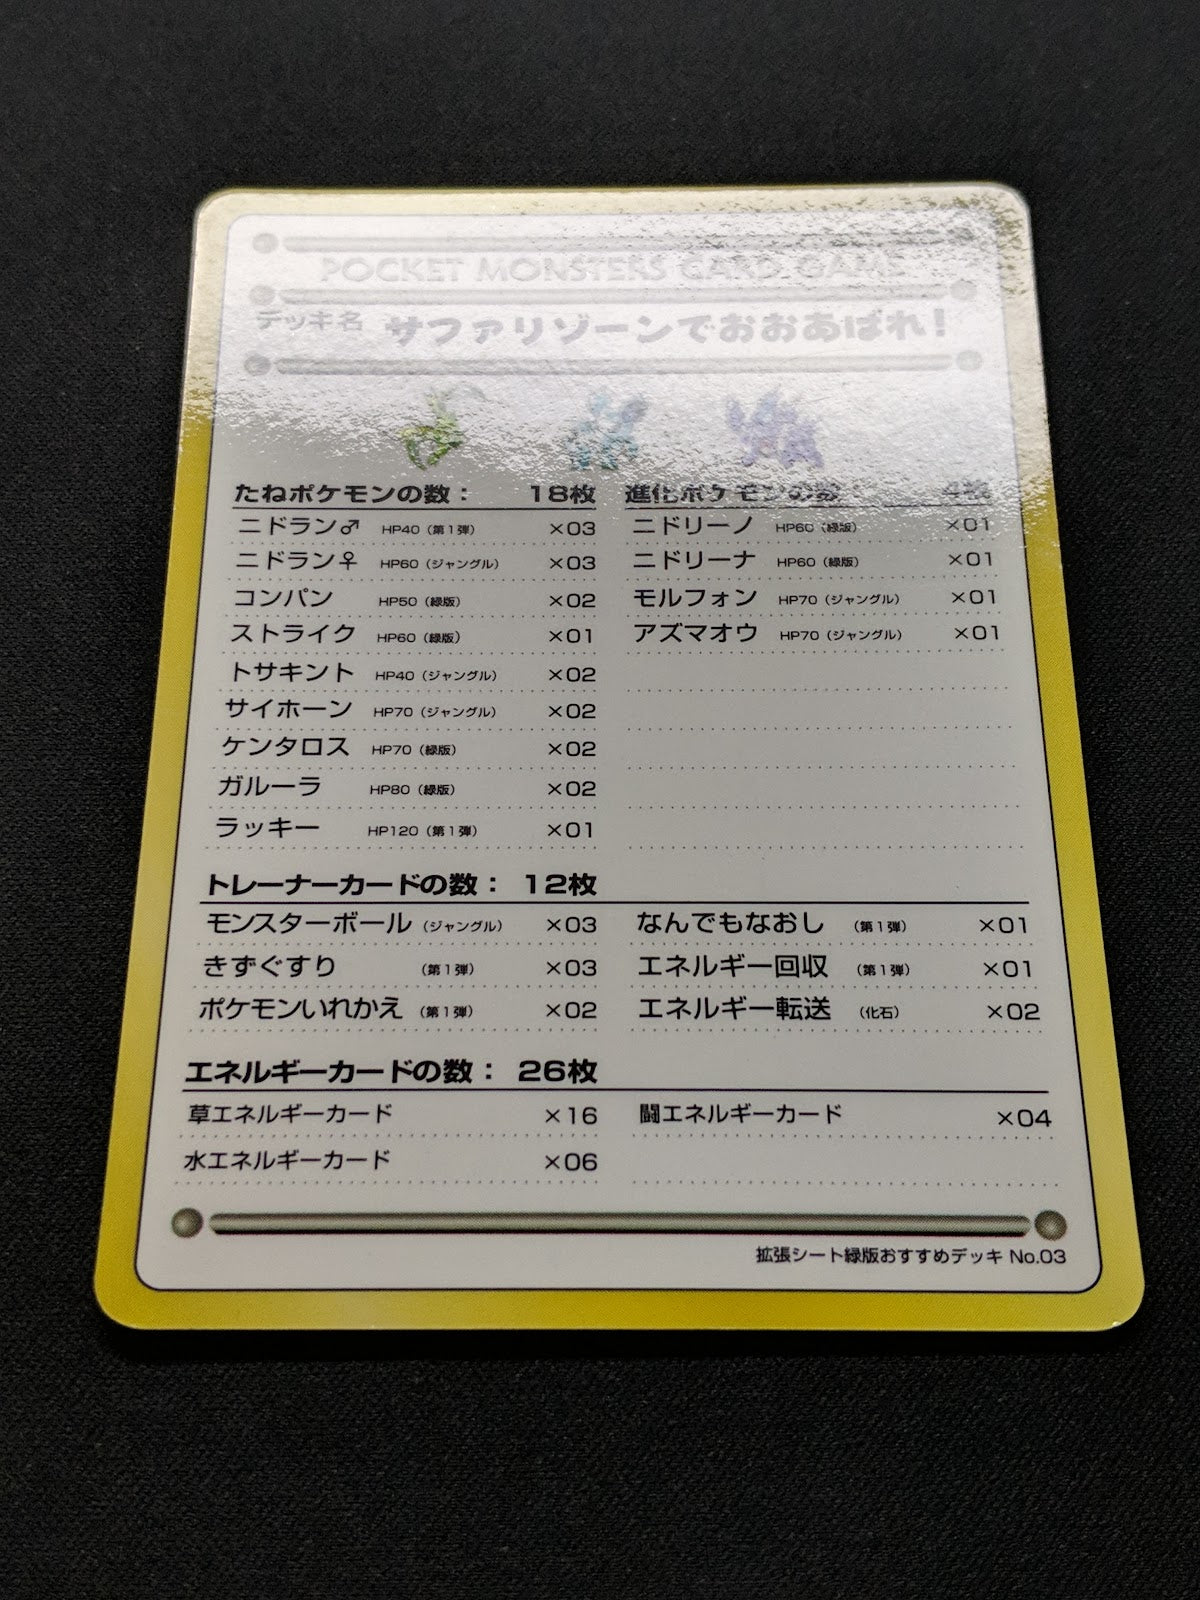 POCKET MONSTERS CARD GAME
デッキ名 サファリゾーンでおおあばれ!
たねポケモンの数: 18枚 進化ポケモンの数: 4枚
ニドラン♂ HP40(第1弾) ×03 ニドリーノ HP60(緑版) ×01
ニドラン♀ HP60(ジャングル) ×03 ニドリーナ HP60(緑版) ×01
コンパン HP50(緑版) ×02 モルフォン HP70(ジャングル) ×01
ストライク HP60(緑版) ×01 アズマオウ HP70(ジャングル) ×01
トサキント HP40(ジャングル) ×02
サイホーン HP70(ジャングル) ×02
ケンタロス HP70(緑版) ×02
ガルーラ HP80(緑版) ×02
ラッキー HP120(第1弾) ×01
トレーナーカードの数: 12枚
モンスターボール (ジャングル) ×03 なんでもなおし (第1弾) ×01
きずぐすり (第1弾) ×03 エネルギー回収 (第1弾) ×01
ポケモンいれかえ (第1弾) ×02 エネルギー転送 (化石) ×02
エネルギーカードの数: 26枚
草エネルギーカード ×16 闘エネルギーカード ×04
水エネルギーカード ×06
拡張シート緑版おすすめデッキ No.03